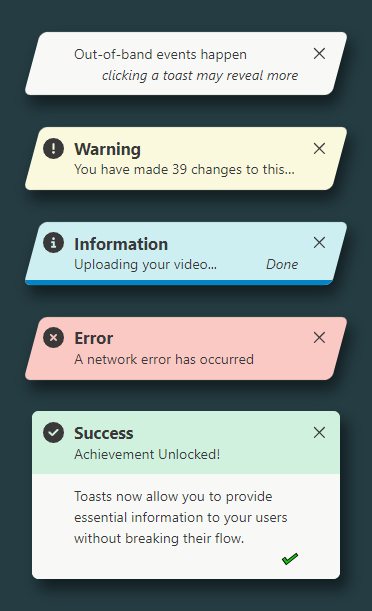 Out-of-band events happen
clicking a toast may reveal more
Warning
You have made 39 changes to this...
Information
Uploading your video... Done
Error
A network error has occurred
Success
Achievement Unlocked!
Toasts now allow you to provide
essential information to your users
without breaking their flow.